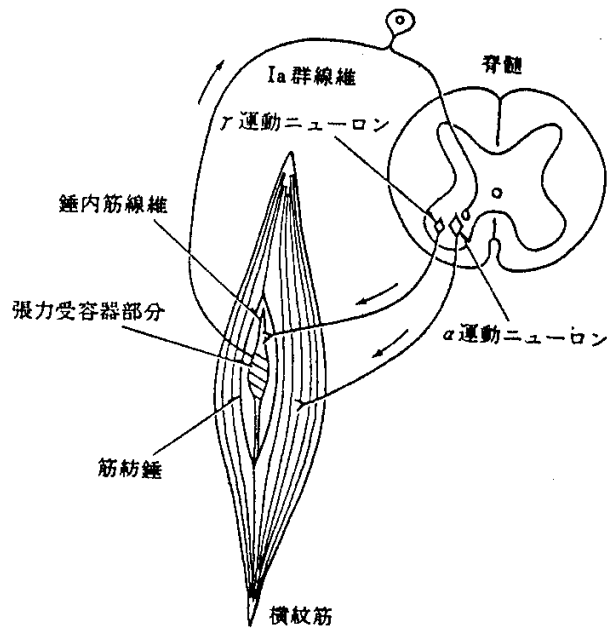 Ia群線維
脊髄
γ運動ニューロン
錘内筋線維
張力受容器部分
α運動ニューロン
筋紡錘
横紋筋